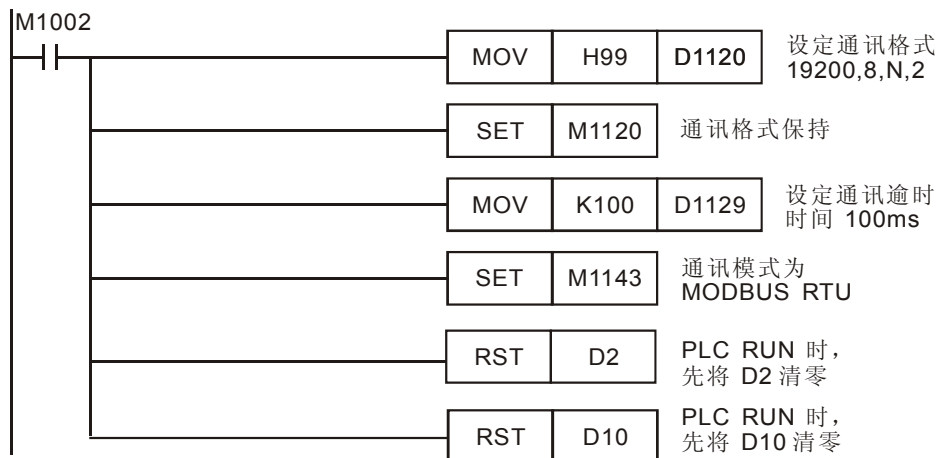 M1002
MOV H99 D1120
设定通讯格式
19200,8,N,2
SET M1120
通讯格式保持
MOV K100 D1129
设定通讯逾时
时间 100ms
SET M1143
通讯模式为
MODBUS RTU
RST D2
PLC RUN 时，
先将 D2 清零
RST D10
PLC RUN 时，
先将 D10 清零